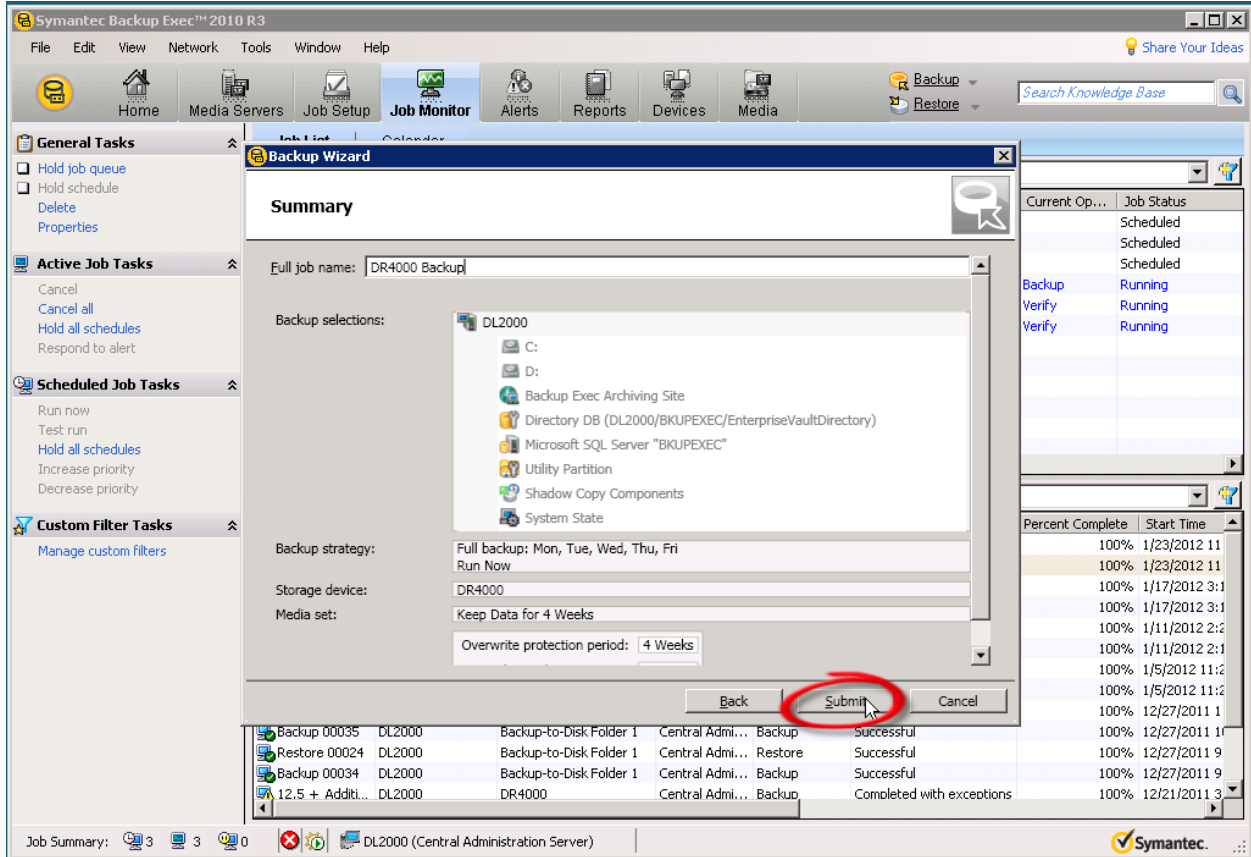 Symantec Backup Exec™ 2010 R3
File Edit View Network Tools Window Help
Share Your Ideas
Home Media Servers Job Setup Job Monitor Alerts Reports Devices Media
Backup
Restore
Search Knowledge Base
General Tasks
Hold job queue
Hold schedule
Delete
Properties
Active Job Tasks
Cancel
Cancel all
Hold all schedules
Respond to alert
Scheduled Job Tasks
Run now
Test run
Hold all schedules
Increase priority
Decrease priority
Custom Filter Tasks
Manage custom filters
Job List Calendar
Current Op... Job Status
Scheduled
Scheduled
Scheduled
Backup Running
Verify Running
Verify Running
Backup Wizard
Summary
Full job name: DR4000 Backup
Backup selections: DL2000
C:
D:
Backup Exec Archiving Site
Directory DB (DL2000/BKUPEXEC/EnterpriseVaultDirectory)
Microsoft SQL Server "BKUPEXEC"
Utility Partition
Shadow Copy Components
System State
Backup strategy: Full backup: Mon, Tue, Wed, Thu, Fri
Run Now
Storage device: DR4000
Media set: Keep Data for 4 Weeks
Overwrite protection period: 4 Weeks
Back Submit Cancel
Percent Complete Start Time
100% 1/23/2012 11
100% 1/23/2012 11
100% 1/17/2012 3:1
100% 1/17/2012 3:1
100% 1/11/2012 2:2
100% 1/11/2012 2:1
100% 1/5/2012 11:2
100% 1/5/2012 11:2
100% 12/27/2011 1
Backup 00035 DL2000 Backup-to-Disk Folder 1 Central Admi... Backup Successful 100% 12/27/2011 10
Restore 00024 DL2000 Backup-to-Disk Folder 1 Central Admi... Restore Successful 100% 12/27/2011 9
Backup 00034 DL2000 Backup-to-Disk Folder 1 Central Admi... Backup Successful 100% 12/27/2011 9
12.5 + Additi... DL2000 DR4000 Central Admi... Backup Completed with exceptions 100% 12/21/2011 3
Job Summary: 3 3 0 DL2000 (Central Administration Server)
Symantec.